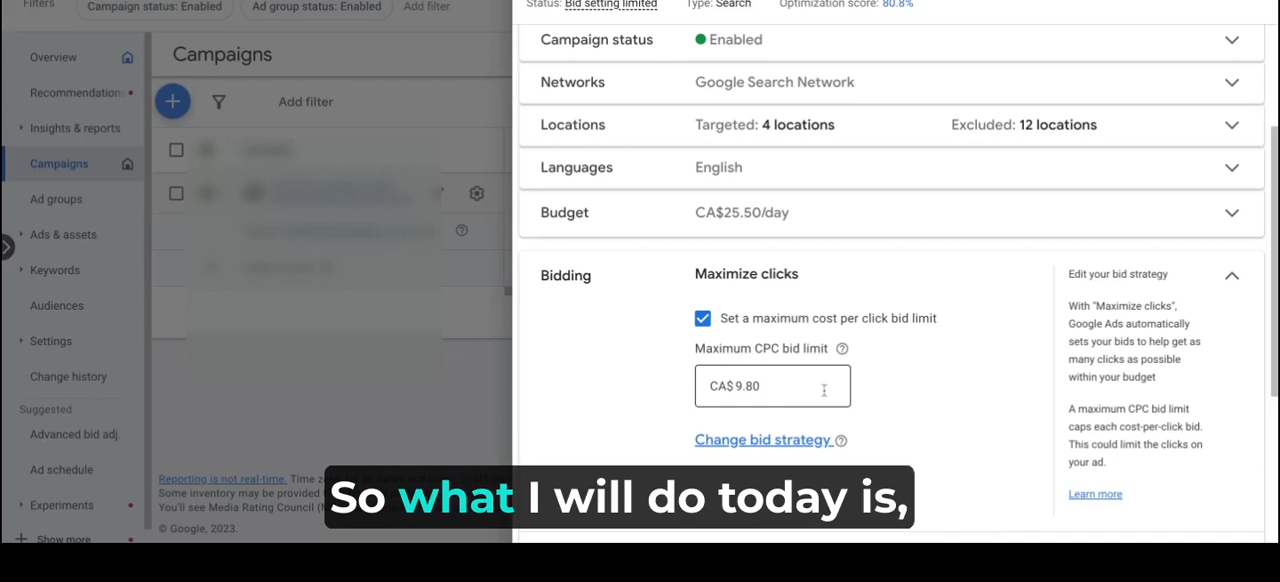 Filters
Campaign status: Enabled
Ad group status: Enabled
Add filter
Status: Bid setting limited Type: Search Optimization score: 80.8%
Overview
Recommendations
Insights & reports
Campaigns
Ad groups
Ads & assets
Keywords
Audiences
Settings
Change history
Suggested
Advanced bid adj.
Ad schedule
Experiments
Show more
Campaigns
Add filter
Reporting is not real-time. Time
Some inventory may be provided
You'll see Media Rating Council
© Google, 2023.
Campaign status Enabled
Networks Google Search Network
Locations Targeted: 4 locations Excluded: 12 locations
Languages English
Budget CA$25.50/day
Bidding Maximize clicks
Set a maximum cost per click bid limit
Maximum CPC bid limit
CA$ 9.80
Change bid strategy
Edit your bid strategy
With "Maximize clicks",
Google Ads automatically
sets your bids to help get as
many clicks as possible
within your budget
A maximum CPC bid limit
caps each cost-per-click bid.
This could limit the clicks on
your ad.
Learn more
So what I will do today is,